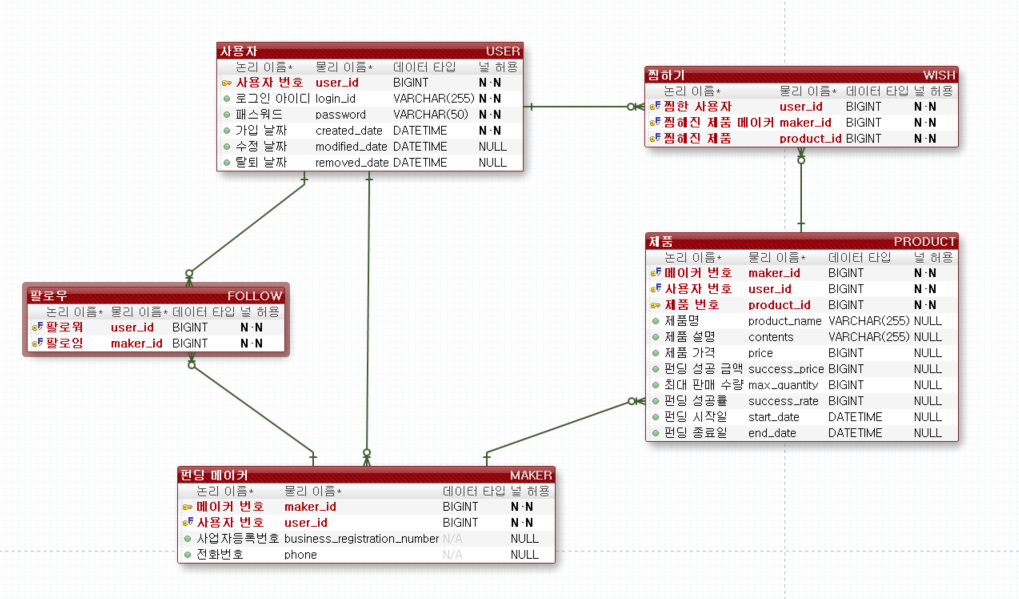 사용자 USER
논리 이름* 물리 이름* 데이터 타입 널 허용
사용자 번호 user_id BIGINT N·N
로그인 아이디 login_id VARCHAR(255) N·N
패스워드 password VARCHAR(50) N·N
가입 날짜 created_date DATETIME N·N
수정 날짜 modified_date DATETIME NULL
탈퇴 날짜 removed_date DATETIME NULL
찜하기 WISH
논리 이름* 물리 이름* 데이터 타입 널 허용
찜한 사용자 user_id BIGINT N·N
찜해진 제품 메이커 maker_id BIGINT N·N
찜해진 제품 product_id BIGINT N·N
제품 PRODUCT
논리 이름* 물리 이름* 데이터 타입 널 허용
메이커 번호 maker_id BIGINT N·N
사용자 번호 user_id BIGINT N·N
제품 번호 product_id BIGINT N·N
제품명 product_name VARCHAR(255) NULL
제품 설명 contents VARCHAR(255) NULL
제품 가격 price BIGINT NULL
펀딩 성공 금액 success_price BIGINT NULL
최대 판매 수량 max_quantity BIGINT NULL
펀딩 성공률 success_rate BIGINT NULL
펀딩 시작일 start_date DATETIME NULL
펀딩 종료일 end_date DATETIME NULL
팔로우 FOLLOW
논리 이름* 물리 이름* 데이터 타입 널 허용
팔로워 user_id BIGINT N·N
팔로잉 maker_id BIGINT N·N
펀딩 메이커 MAKER
논리 이름* 물리 이름* 데이터 타입 널 허용
메이커 번호 maker_id BIGINT N·N
사용자 번호 user_id BIGINT N·N
사업자등록번호 business_registration_number N/A NULL
전화번호 phone N/A NULL